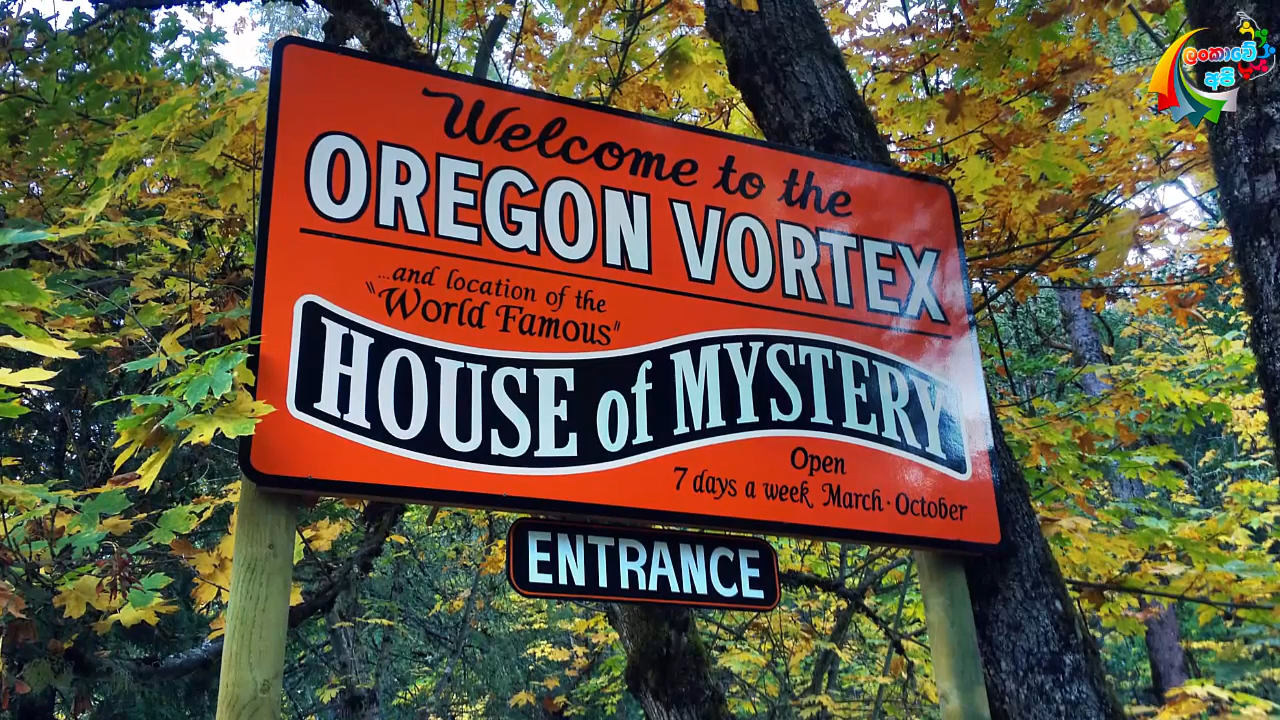 Welcome to the
OREGON VORTEX
...and location of the
"World Famous"
HOUSE of MYSTERY
Open
7 days a week March · October
ENTRANCE
ලංකාවේ
අපි